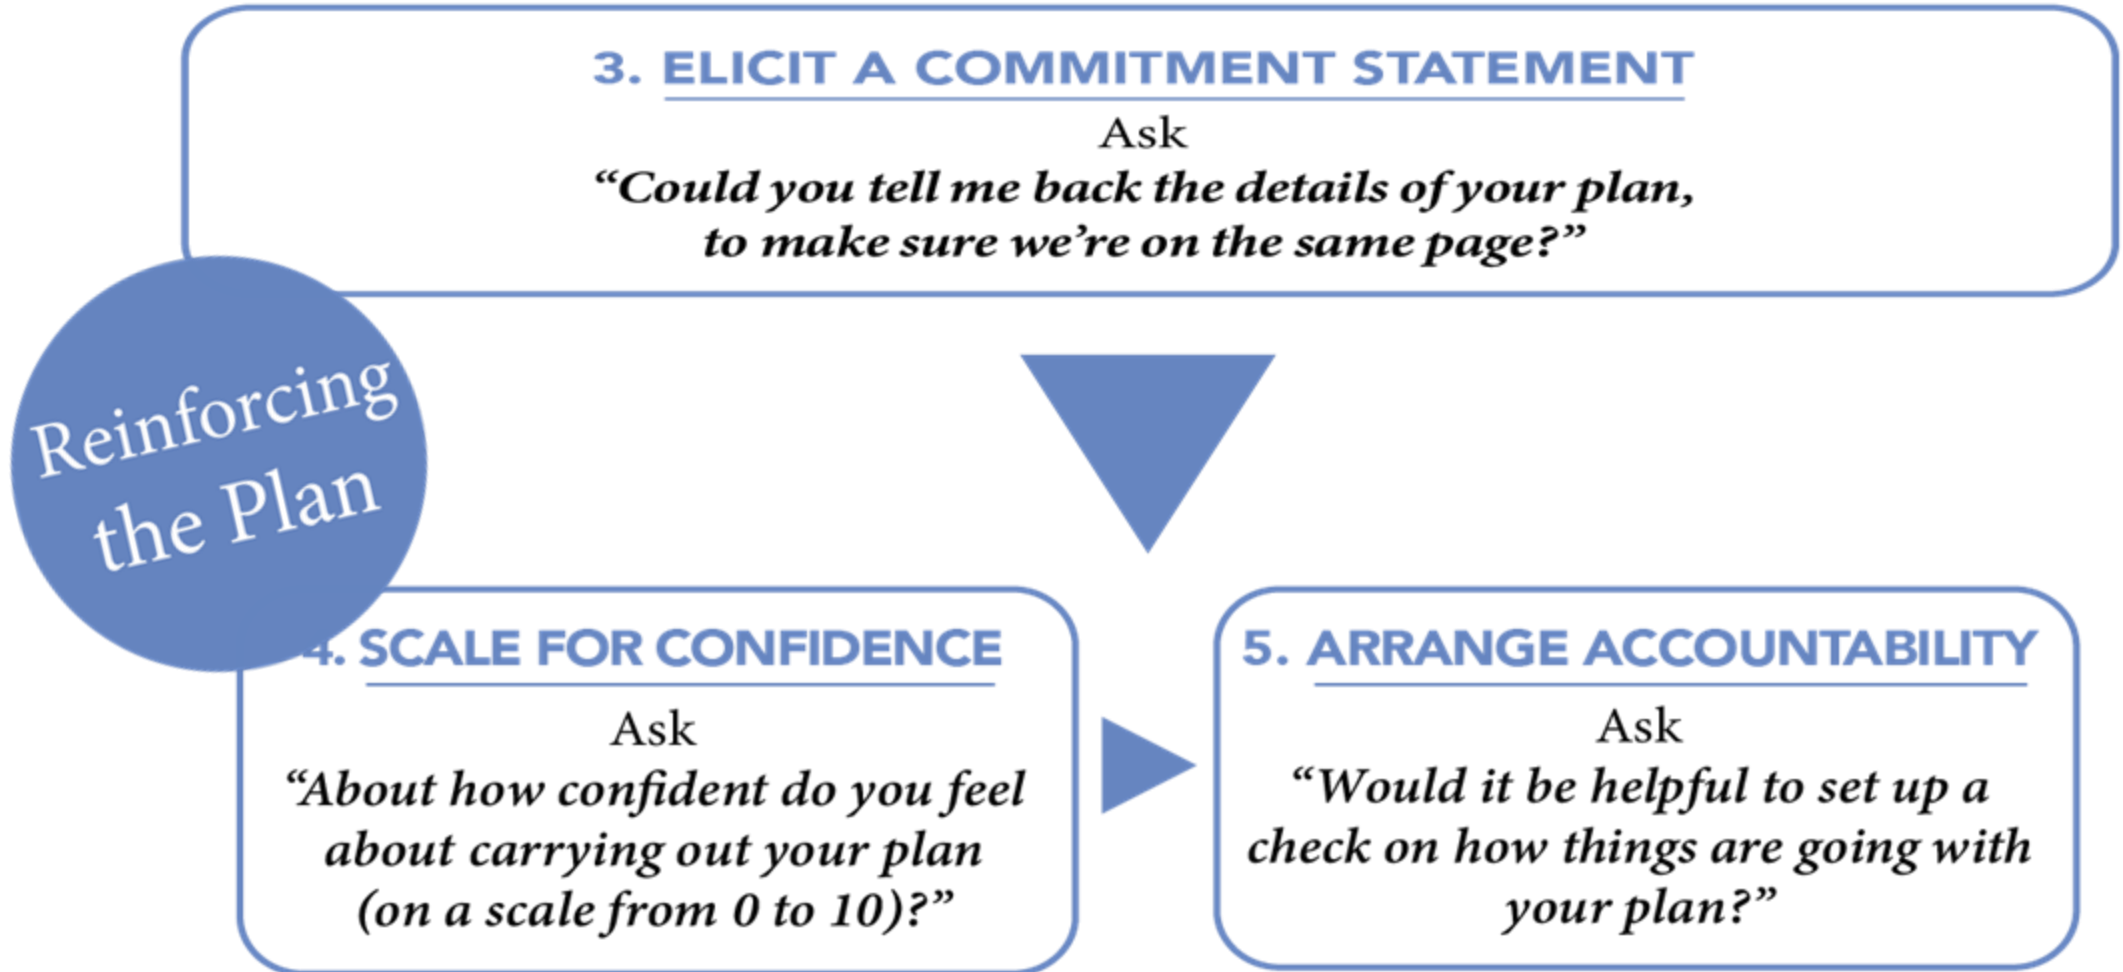 3. ELICIT A COMMITMENT STATEMENT
Ask
“Could you tell me back the details of your plan,
to make sure we’re on the same page?”
Reinforcing
the Plan
4. SCALE FOR CONFIDENCE
Ask
“About how confident do you feel
about carrying out your plan
(on a scale from 0 to 10)?”
5. ARRANGE ACCOUNTABILITY
Ask
“Would it be helpful to set up a
check on how things are going with
your plan?”